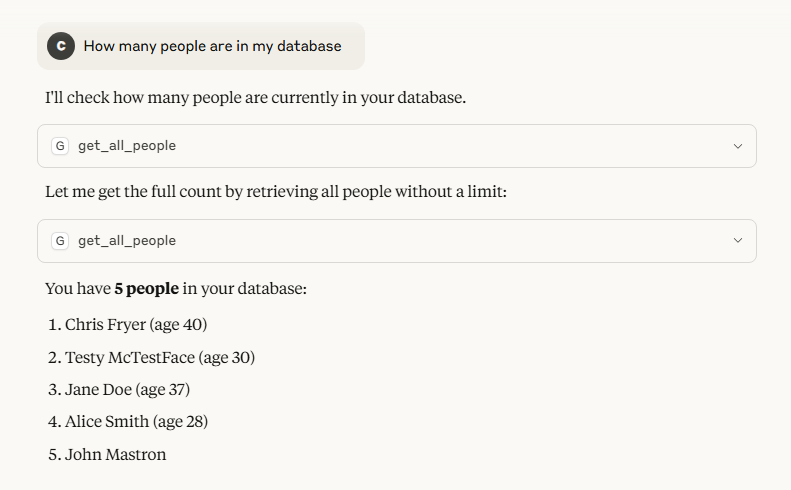 C How many people are in my database
I'll check how many people are currently in your database.
G get_all_people
Let me get the full count by retrieving all people without a limit:
G get_all_people
You have 5 people in your database:
1. Chris Fryer (age 40)
2. Testy McTestFace (age 30)
3. Jane Doe (age 37)
4. Alice Smith (age 28)
5. John Mastron